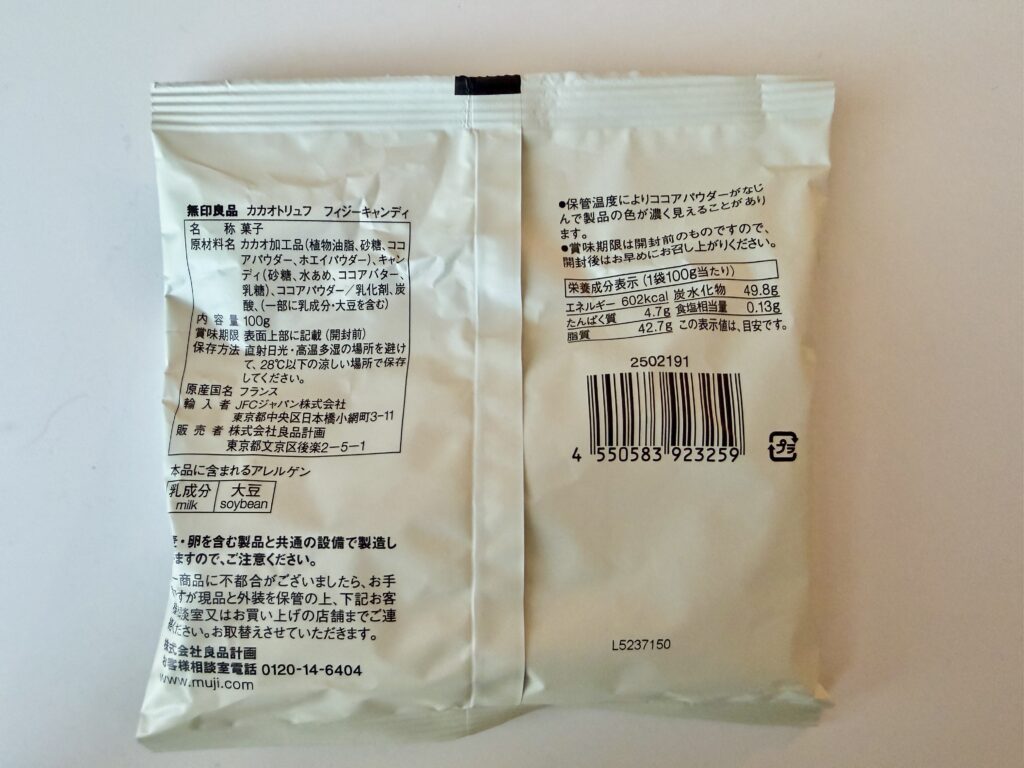 無印良品 カカオトリュフ フィジーキャンディ
名 称 菓子
原材料名 カカオ加工品(植物油脂、砂糖、ココ
アパウダー、ホエイパウダー)、キャン
ディ(砂糖、水あめ、ココアバター、
乳糖)、ココアパウダー/乳化剤、炭
酸、(一部に乳成分・大豆を含む)
内 容 量 100g
賞味期限 表面上部に記載(開封前)
保存方法 直射日光・高温多湿の場所を避け
て、28℃以下の涼しい場所で保存
してください。
原産国名 フランス
輸 入 者 JFCジャパン株式会社
東京都中央区日本橋小網町3-11
販 売 者 株式会社良品計画
東京都文京区後楽2-5-1
本品に含まれるアレルゲン
乳成分 大豆
milk soybean
・卵を含む製品と共通の設備で製造し
ますので、ご注意ください。
商品に不都合がございましたら、お手
ですが現品と外装を保管の上、下記お客
談室又はお買い上げの店舗までご連
ください。お取替えさせていただきます。
株式会社良品計画
お客様相談室電話 0120-14-6404
www.muji.com
●保管温度によりココアパウダーがなじ
んで製品の色が濃く見えることがあり
ます。
●賞味期限は開封前のものですので、
開封後はお早めにお召し上がりください。
栄養成分表示(1袋100g当たり)
エネルギー 602kcal 炭水化物 49.8g
たんぱく質 4.7g 食塩相当量 0.13g
脂質 42.7g この表示値は、目安です。
2502191
4 550583 923259
プラ
L5237150